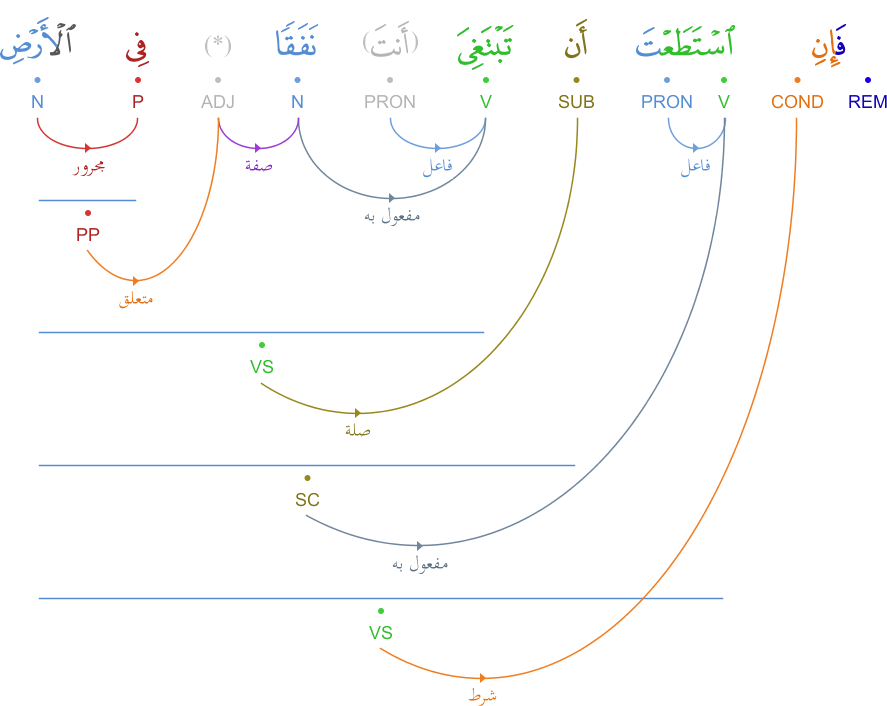 فَإِنِ ٱسْتَطَعْتَ أَن تَبْتَغِىَ (أَنتَ) نَفَقًا (*) فِى ٱلْأَرْضِ
REM COND V PRON SUB V PRON N ADJ P N
فاعل فاعل صفة مجرور
مفعول به
PP
متعلق
VS
صلة
SC
مفعول به
VS
شرط